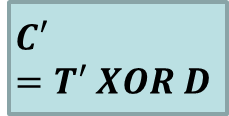 C′
= T′ XOR D